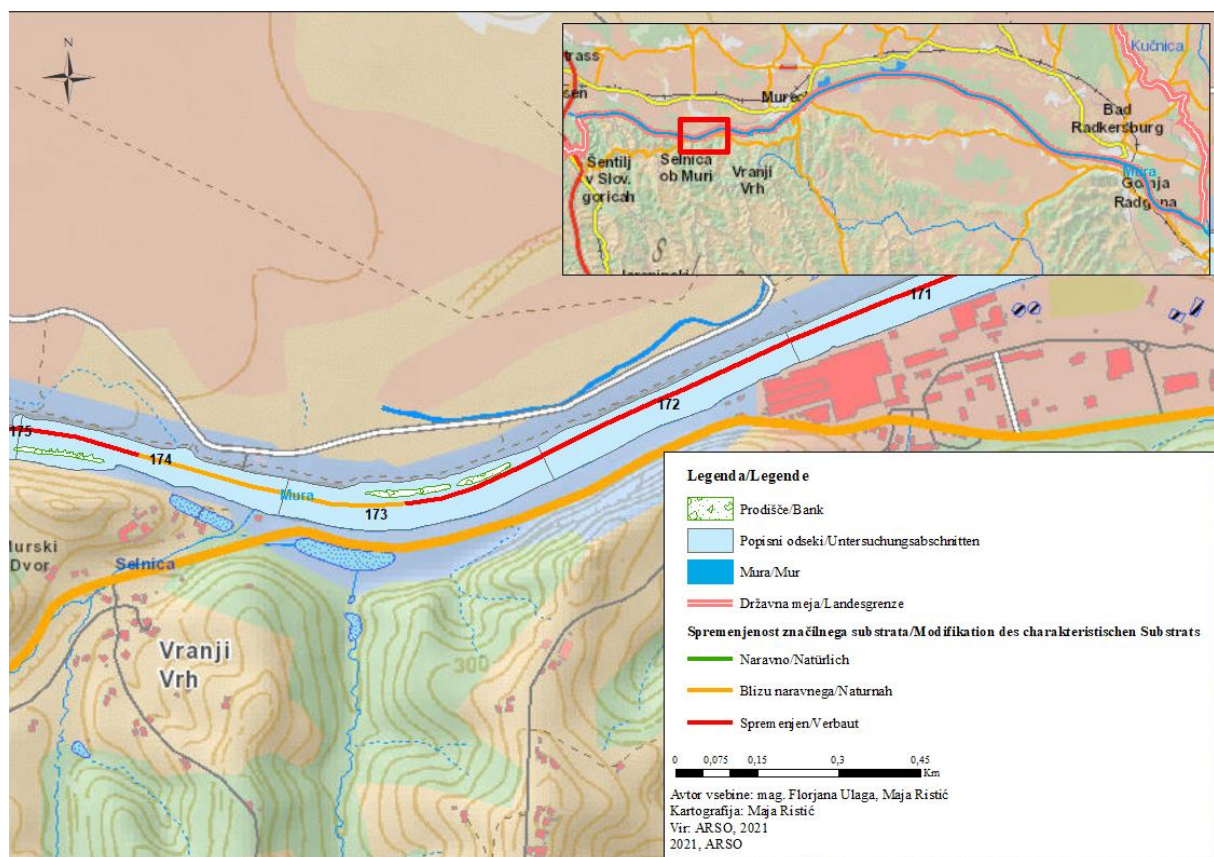 N
Kučnica
trass
Murec
Bad
Radkersburg
Šentilj
v Slov.
goricah
Selnica
ob Muri
Vranji
Vrh
Mura
Gornja
Radgona
S
171
172
175
174
Mura
173
Murski
Dvor
Selnica
Vranji
Vrh
300
Legenda/Legende
Prodišče/Bank
Popisni odseki/Untersuchungsabschnitten
Mura/Mur
Državna meja/Landesgrenze
Spremenjenost značilnega substrata/Modifikation des charakteristischen Substrats
Naravno/Natürlich
Blizu naravnega/Naturnah
Spremenjen/Verbaut
0 0,075 0,15 0,3 0,45
Km
Avtor vsebine: mag. Florjana Ulaga, Maja Ristić
Kartografija: Maja Ristić
Vir: ARSO, 2021
2021, ARSO